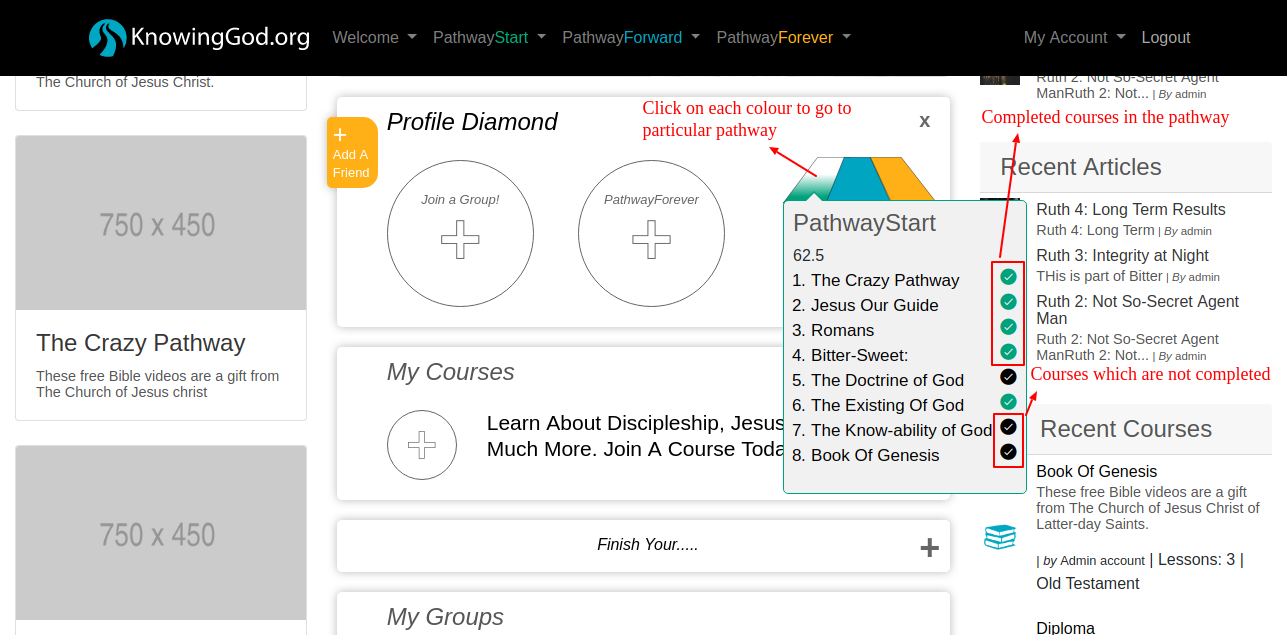 KnowingGod.org
Welcome
PathwayStart
PathwayForward
PathwayForever
My Account
Logout
The Church of Jesus Christ.
750 x 450
The Crazy Pathway
These free Bible videos are a gift from
The Church of Jesus christ
750 x 450
+
Add A
Friend
Profile Diamond
x
Click on each colour to go to
particular pathway
Join a Group!
PathwayForever
PathwayStart
62.5
1. The Crazy Pathway
2. Jesus Our Guide
3. Romans
4. Bitter-Sweet:
5. The Doctrine of God
6. The Existing Of God
7. The Know-ability of God
8. Book Of Genesis
My Courses
Learn About Discipleship, Jesus
Much More. Join A Course Toda
Finish Your.....
+
My Groups
Ruth 2: Not So-Secret Agent
ManRuth 2: Not... | By admin
Completed courses in the pathway
Recent Articles
Ruth 4: Long Term Results
Ruth 4: Long Term | By admin
Ruth 3: Integrity at Night
THis is part of Bitter | By admin
Ruth 2: Not So-Secret Agent
Man
Ruth 2: Not So-Secret Agent
ManRuth 2: Not... | By admin
Courses which are not completed
Recent Courses
Book Of Genesis
These free Bible videos are a gift
from The Church of Jesus Christ of
Latter-day Saints.
| by Admin account | Lessons: 3 |
Old Testament
Diploma